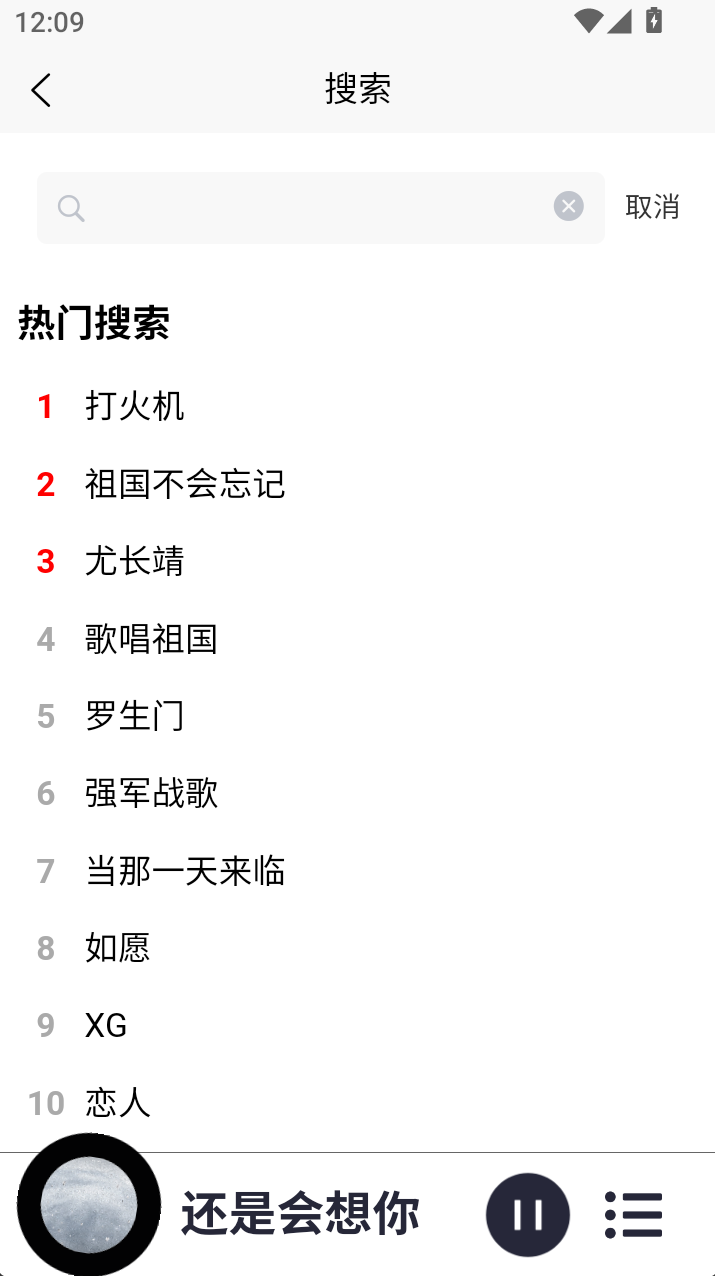 12:09
搜索
取消
热门搜索
1 打火机
2 祖国不会忘记
3 尤长靖
4 歌唱祖国
5 罗生门
6 强军战歌
7 当那一天来临
8 如愿
9 XG
10 恋人
还是会想你